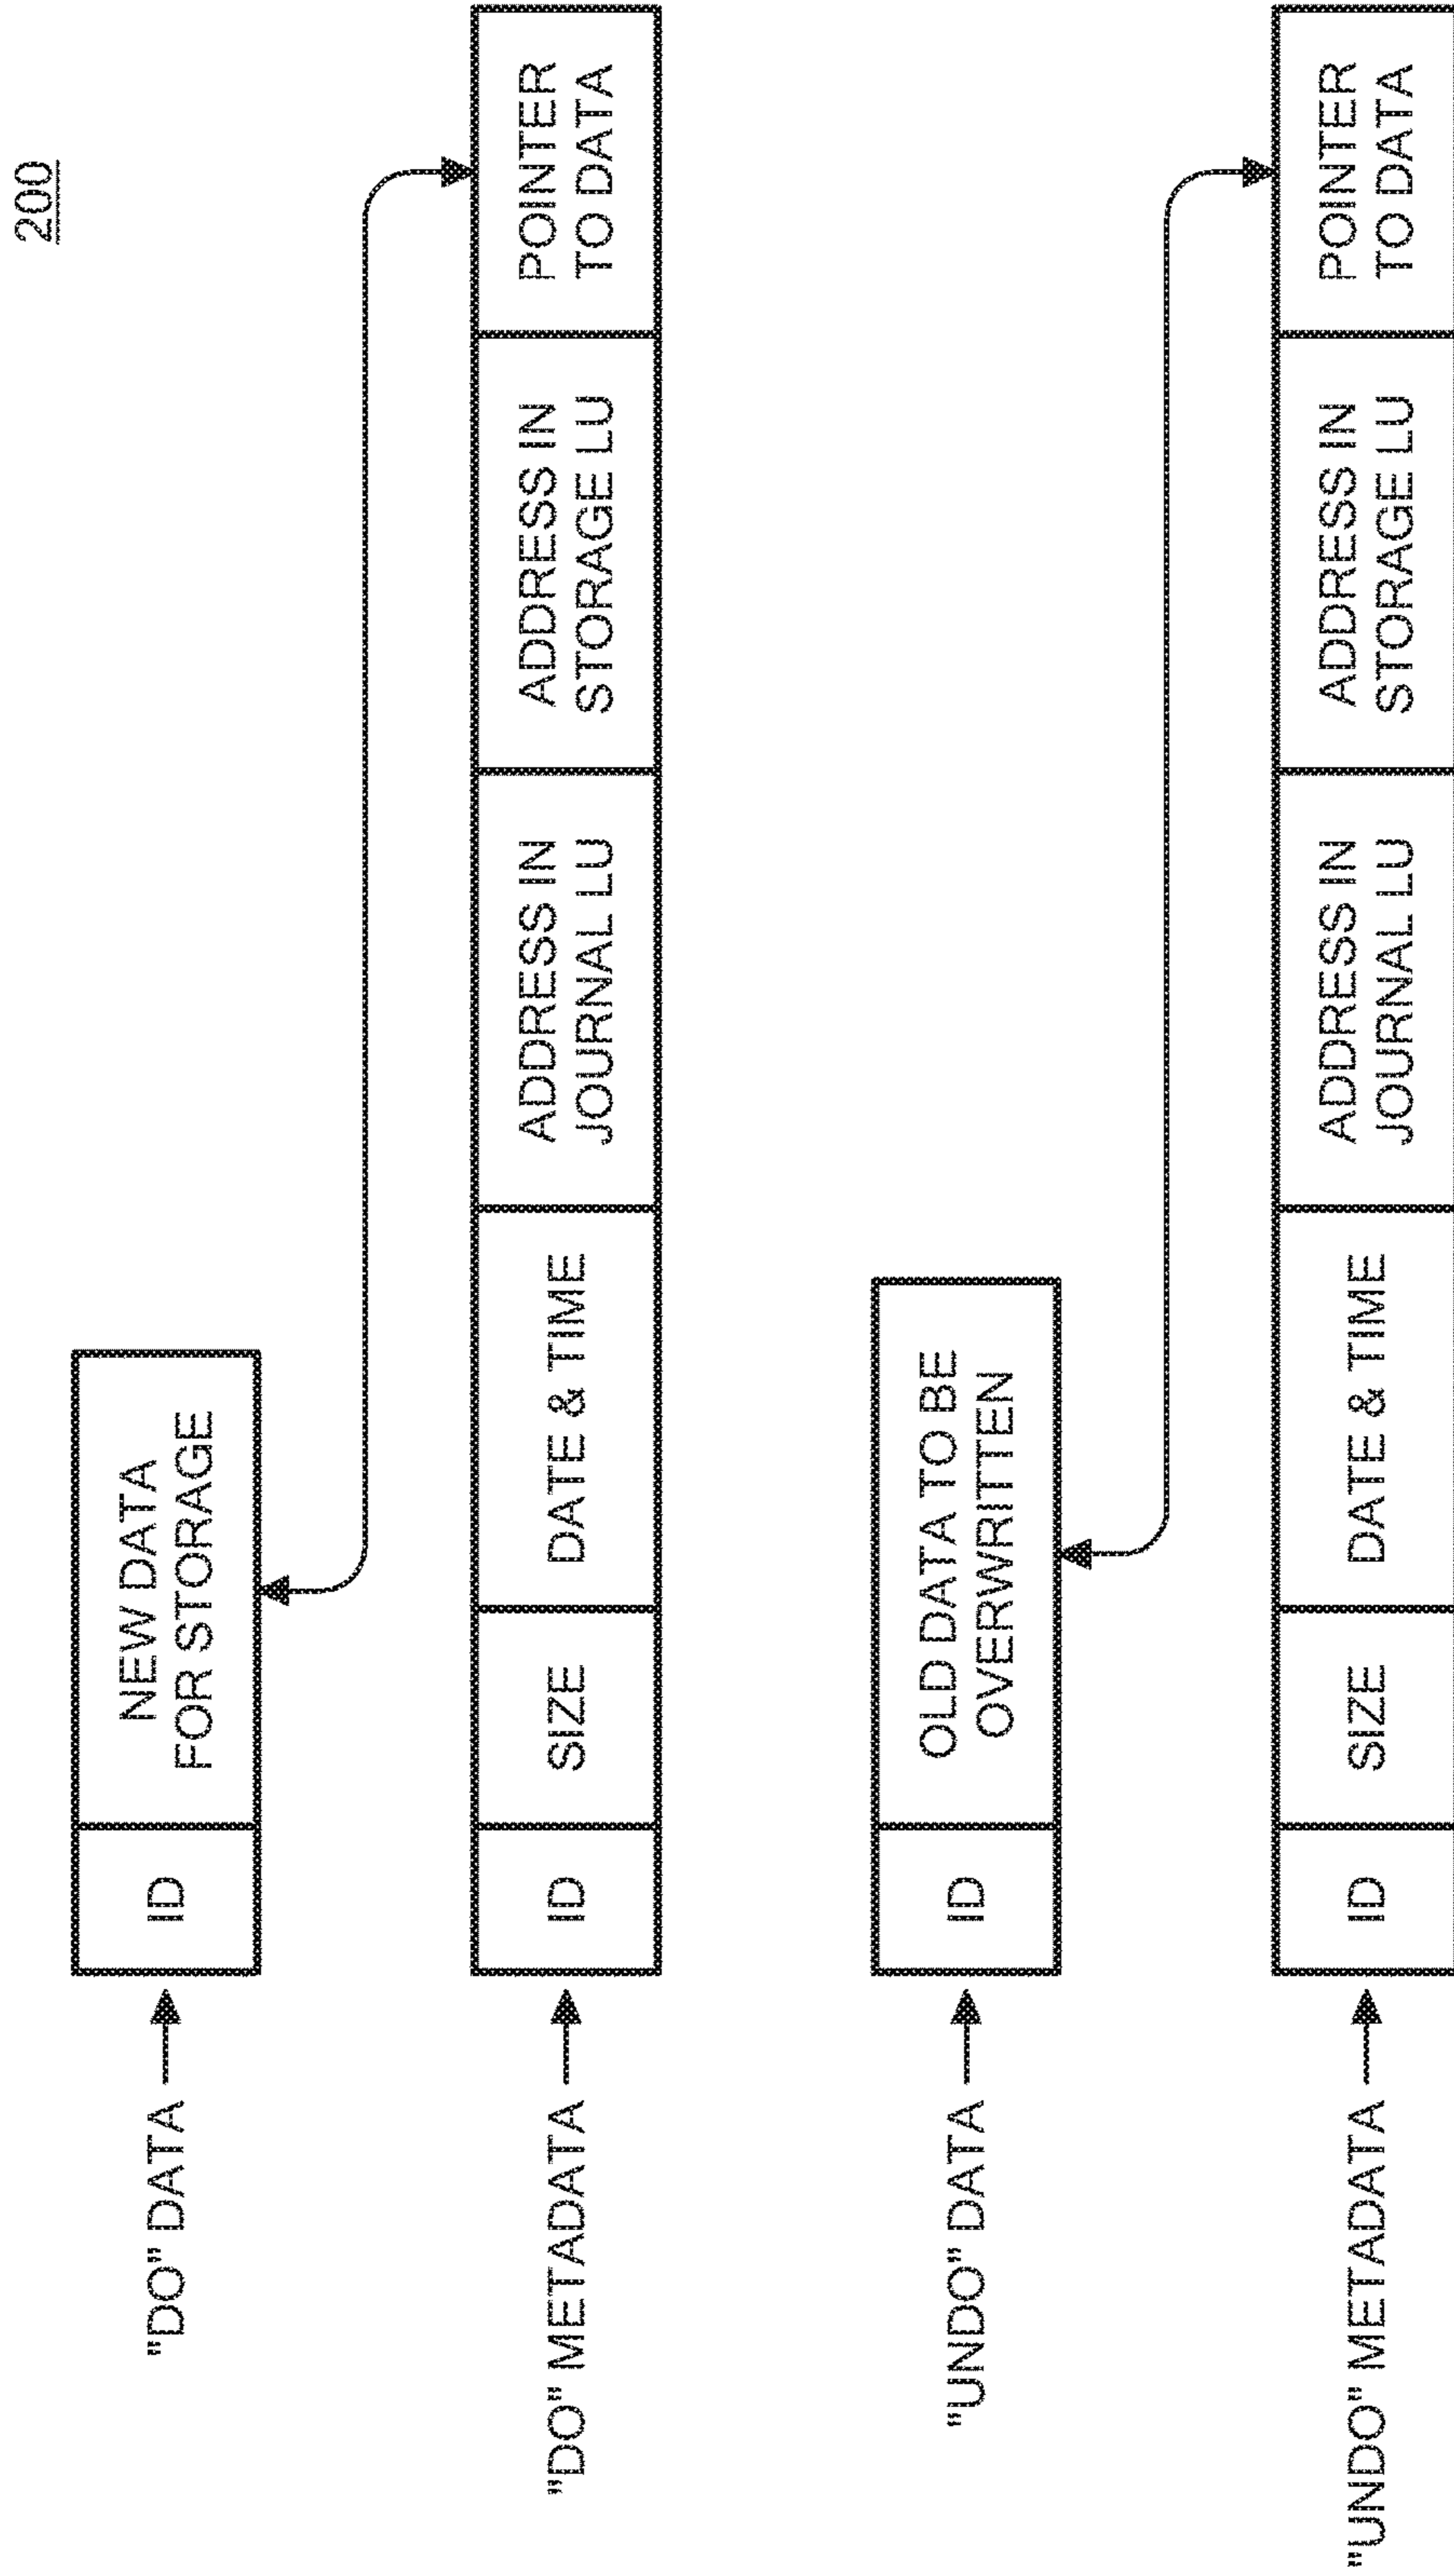 200
"DO" DATA
ID
NEW DATA
FOR STORAGE
"DO" METADATA
ID
SIZE
DATE & TIME
ADDRESS IN
JOURNAL LU
ADDRESS IN
STORAGE LU
POINTER
TO DATA
"UNDO" DATA
ID
OLD DATA TO BE
OVERWRITTEN
"UNDO" METADATA
ID
SIZE
DATE & TIME
ADDRESS IN
JOURNAL LU
ADDRESS IN
STORAGE LU
POINTER
TO DATA